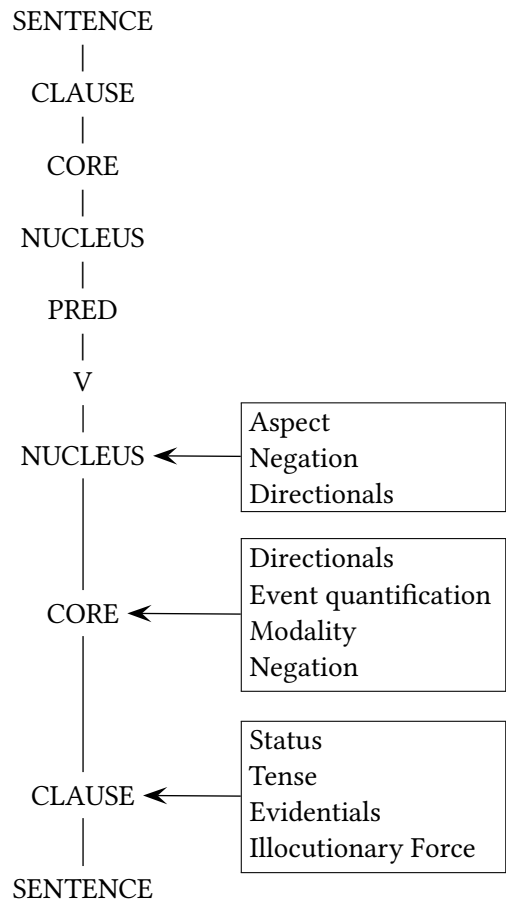 SENTENCE
CLAUSE
CORE
NUCLEUS
PRED
V
NUCLEUS
Aspect
Negation
Directionals
CORE
Directionals
Event quantification
Modality
Negation
CLAUSE
Status
Tense
Evidentials
Illocutionary Force
SENTENCE